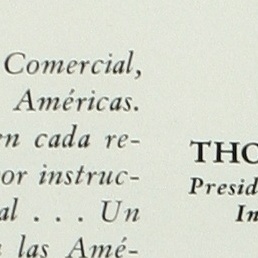 Comercial,
Américas.
en cada re-
or instruc-
al . . . Un
las Amé-
THO
Presid
In